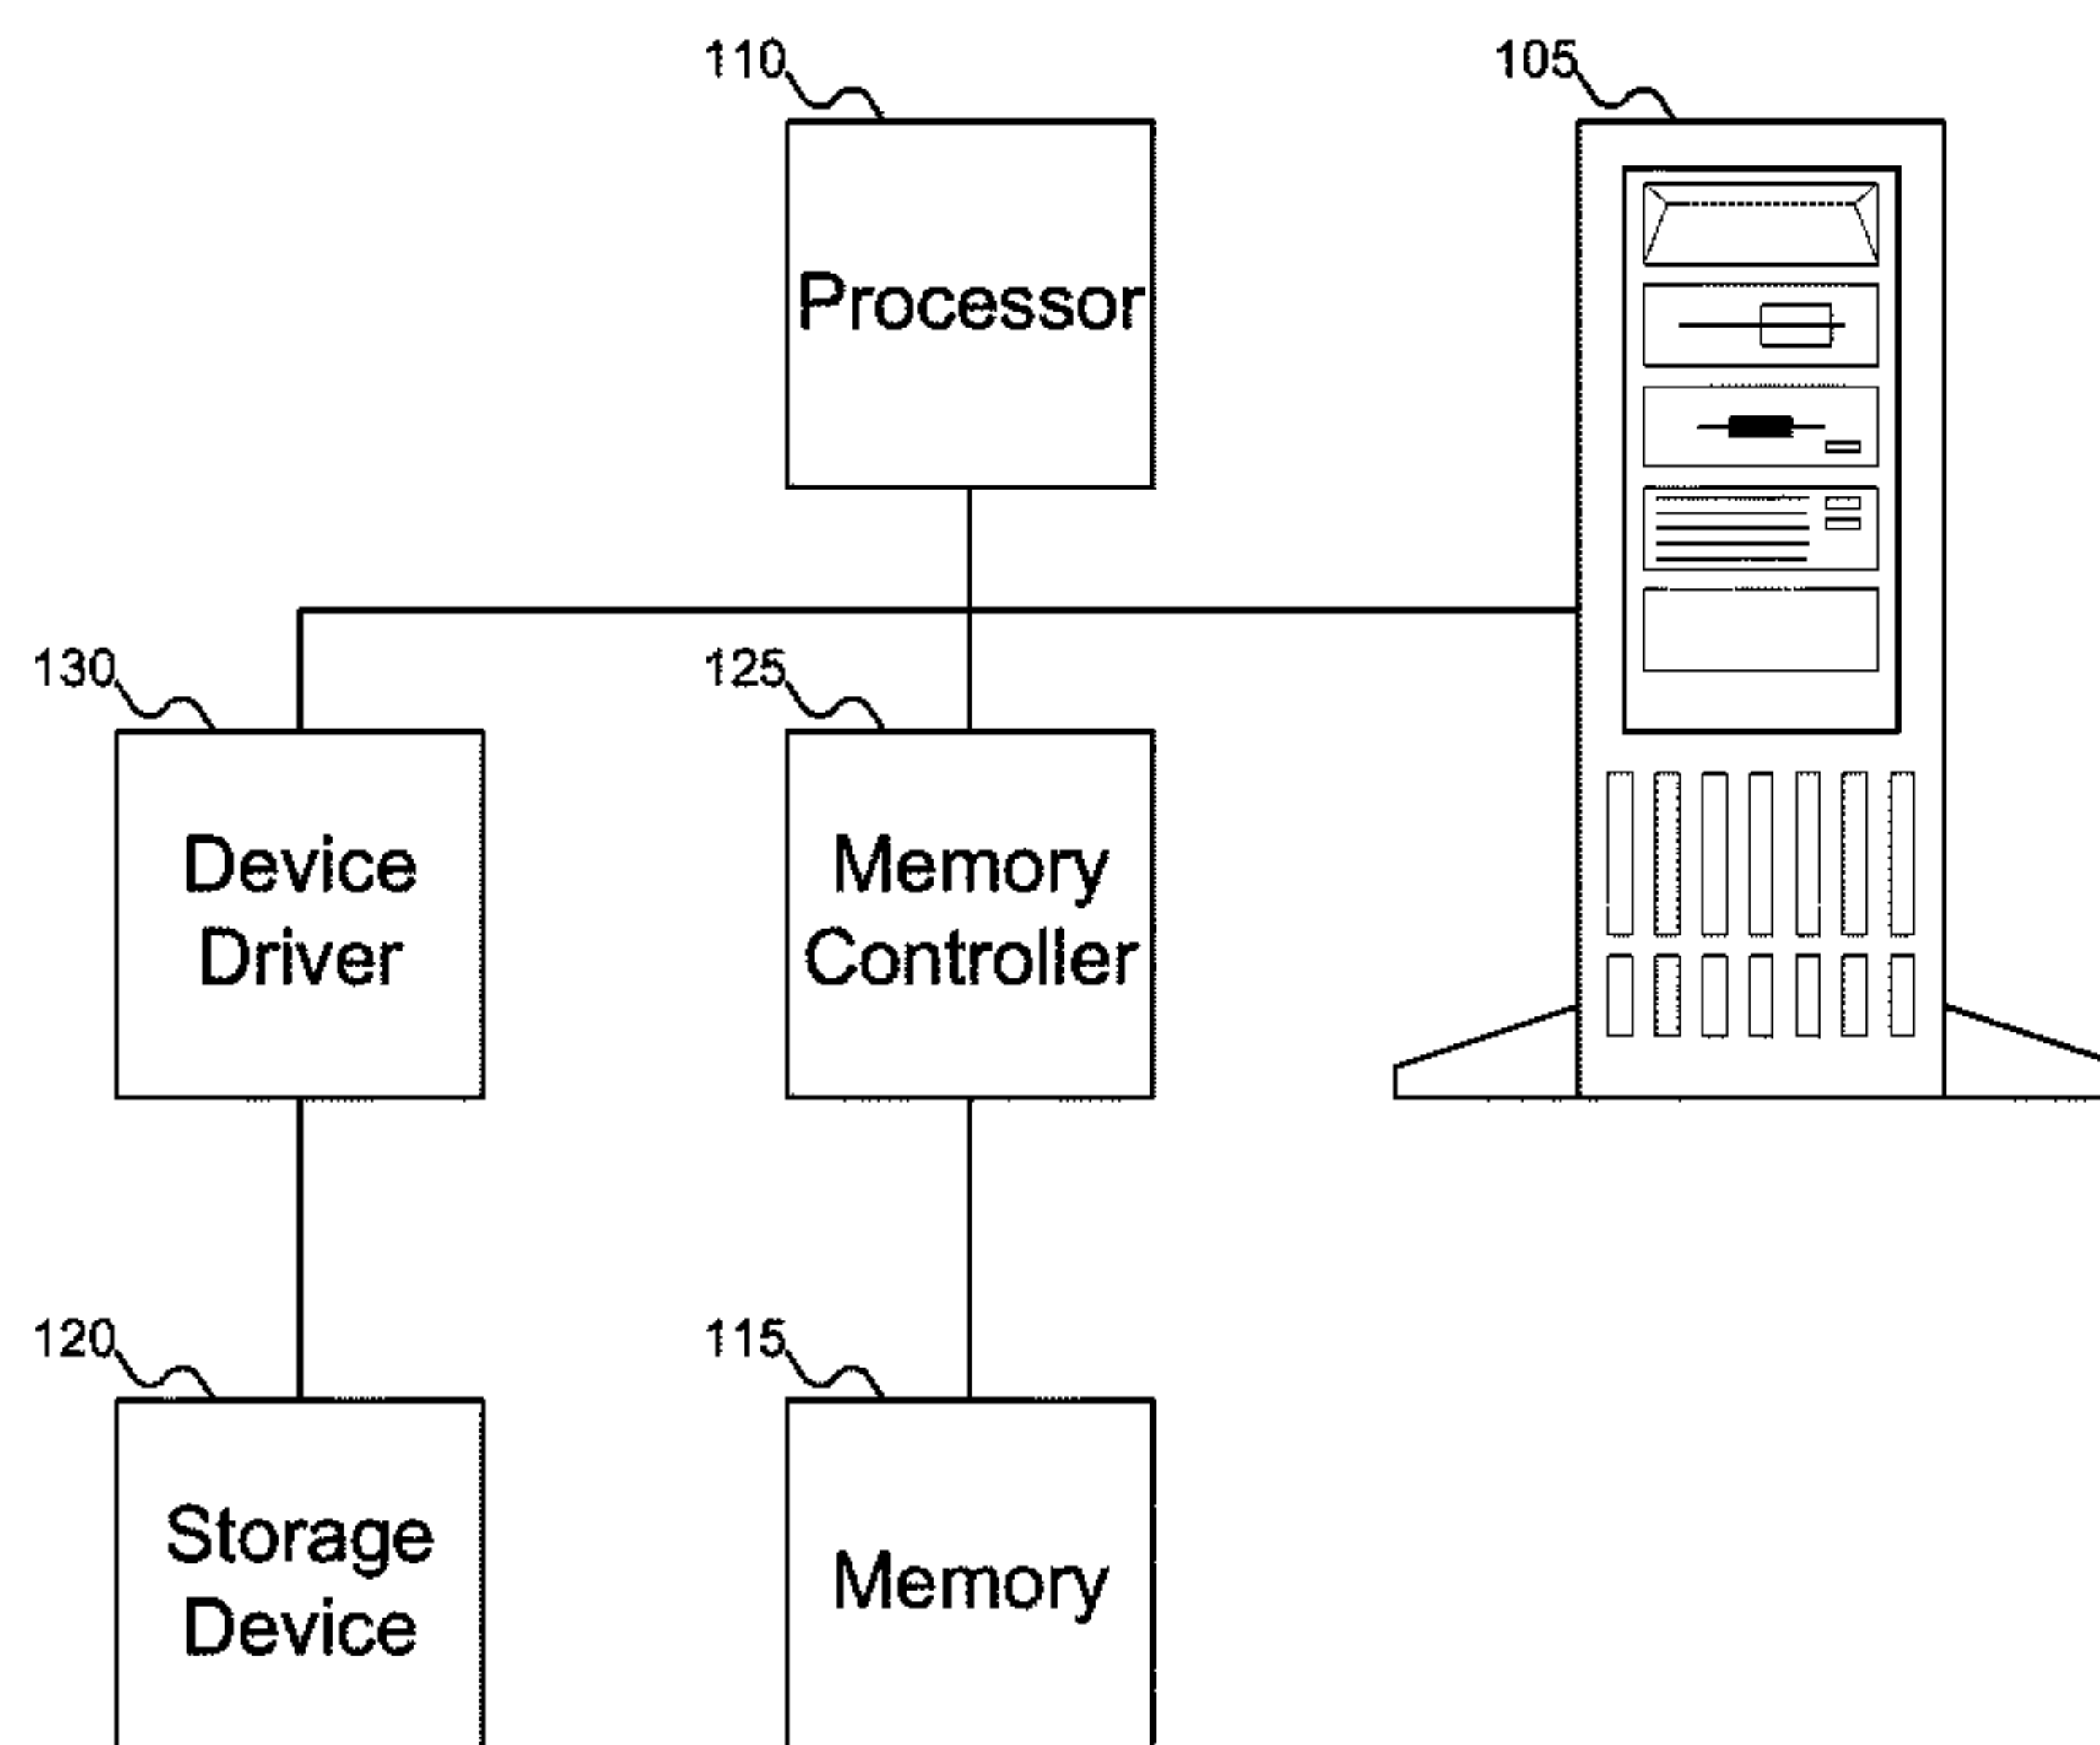 110
105
Processor
130
125
Device
Driver
Memory
Controller
120
115
Storage
Device
Memory